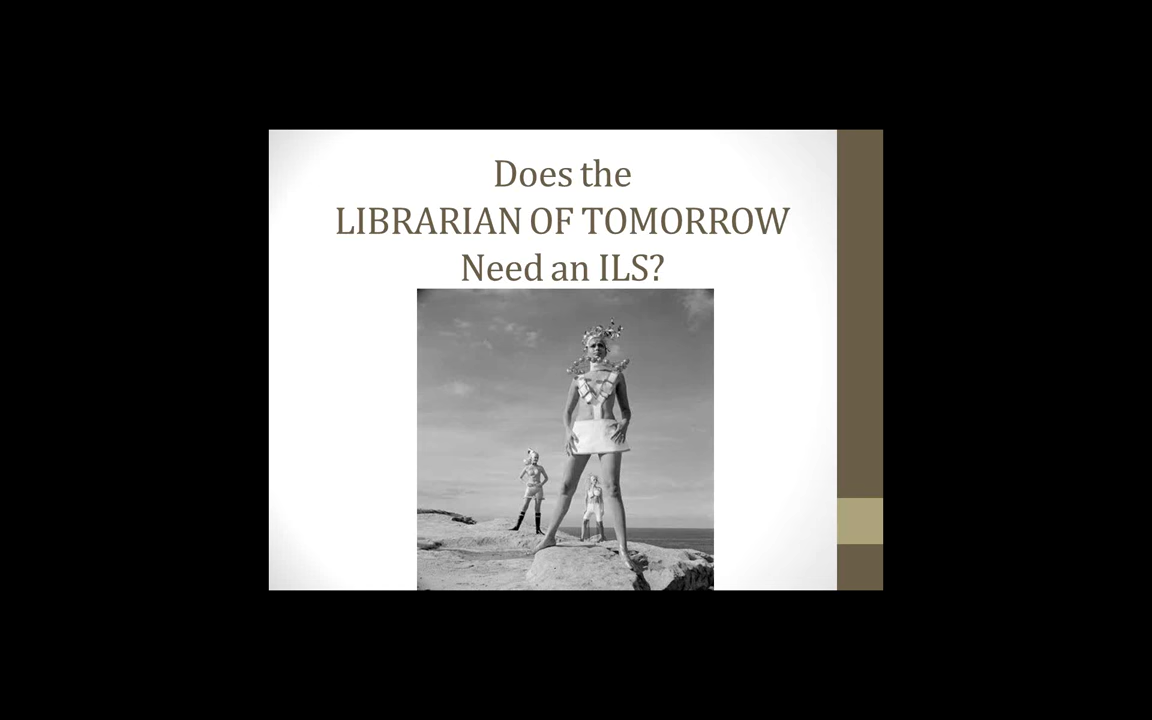 Does the
LIBRARIAN OF TOMORROW
Need an ILS?